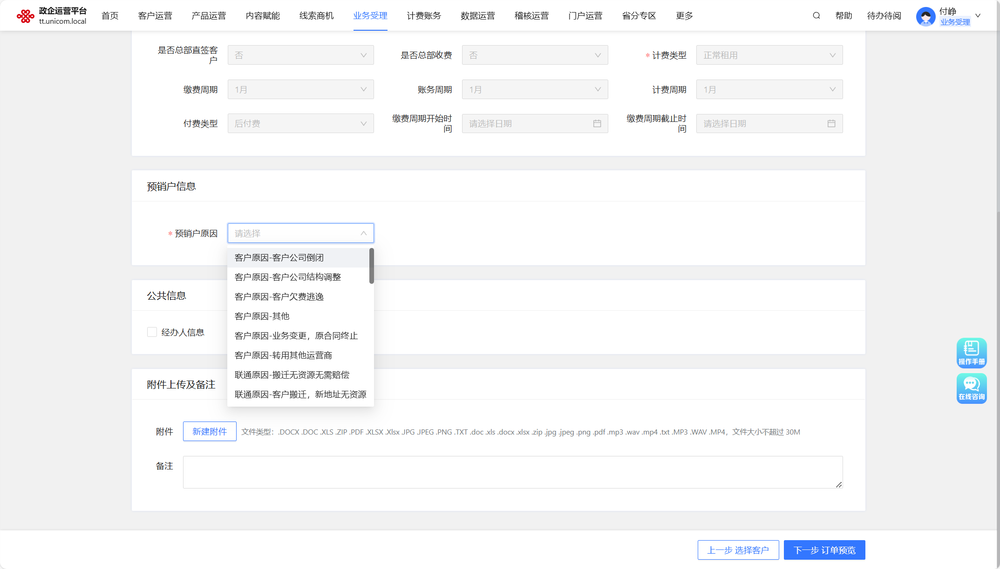 政企运营平台
tt.unicom.local
首页 客户运营 产品运营 内容赋能 线索商机 业务受理 计费账务 数据运营 稽核运营 门户运营 省分专区 更多
帮助 待办待阅
付峥
业务受理
是否总部直签客户 否 是否总部收费 否 * 计费类型 正常租用
缴费周期 1月 账务周期 1月 计费周期 1月
付费类型 后付费 缴费周期开始时间 请选择日期 缴费周期截止时间 请选择日期
预销户信息
* 预销户原因 请选择
客户原因-客户公司倒闭
客户原因-客户公司结构调整
客户原因-客户欠费逃逸
客户原因-其他
客户原因-业务变更，原合同终止
客户原因-转用其他运营商
联通原因-搬迁无资源无需赔偿
联通原因-客户搬迁，新地址无资源
公共信息
经办人信息
操作手册
在线咨询
附件上传及备注
附件 新建附件 文件类型：.DOCX .DOC .XLS .ZIP .PDF .XLSX .Xlsx .JPG .JPEG .PNG .TXT .doc .xls .docx .xlsx .zip .jpg .jpeg .png .pdf .mp3 .wav .mp4 .txt .MP3 .WAV .MP4，文件大小不超过 30M
备注
上一步 选择客户 下一步 订单预览